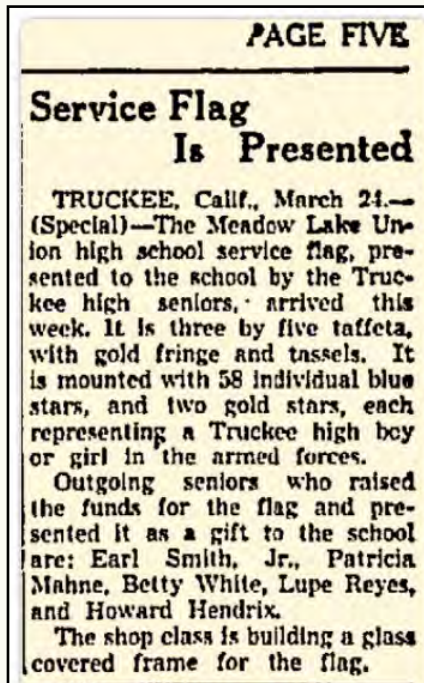 PAGE FIVE
Service Flag
Is Presented
TRUCKEE, Calif., March 24.—
(Special)—The Meadow Lake Un-
ion high school service flag, pre-
sented to the school by the Truc-
kee high seniors, arrived this
week. It is three by five taffeta,
with gold fringe and tassels. It
is mounted with 58 individual blue
stars, and two gold stars, each
representing a Truckee high boy
or girl in the armed forces.
Outgoing seniors who raised
the funds for the flag and pre-
sented it as a gift to the school
are: Earl Smith, Jr., Patricia
Mahne, Betty White, Lupe Reyes,
and Howard Hendrix.
The shop class is building a glass
covered frame for the flag.